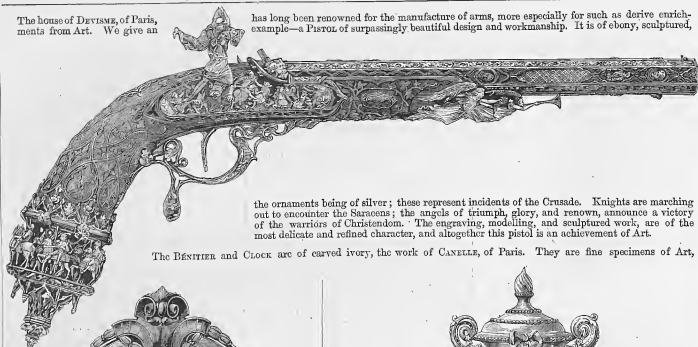 The house of DEVISME, of Paris, has long been renowned for the manufacture of arms, more especially for such as derive enrich-
ments from Art. We give an example—a PISTOL of surpassingly beautiful design and workmanship. It is of ebony, sculptured,
the ornaments being of silver; these represent incidents of the Crusade. Knights are marching
out to encounter the Saracens; the angels of triumph, glory, and renown, announce a victory
of the warriors of Christendom. The engraving, modelling, and sculptured work, are of the
most delicate and refined character, and altogether this pistol is an achievement of Art.
The BÉNITIER and CLOCK are of carved ivory, the work of CANELLE, of Paris. They are fine specimens of Art,